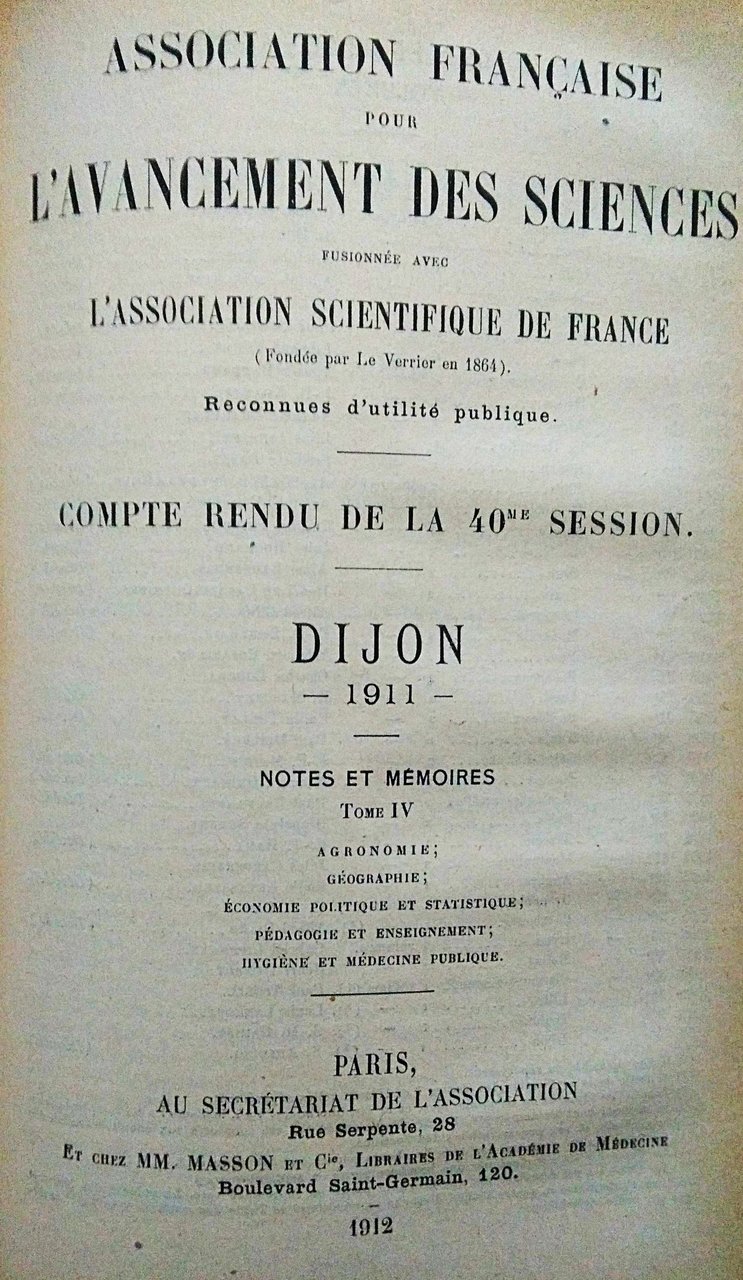 ASSOCIATION FRANÇAISE
POUR
L'AVANCEMENT DES SCIENCES
FUSIONNÉE AVEC
L'ASSOCIATION SCIENTIFIQUE DE FRANCE
(Fondée par Le Verrier en 1864).
Reconnues d'utilité publique.
COMPTE RENDU DE LA 40ME SESSION.
DIJON
— 1911 —
NOTES ET MÉMOIRES
TOME IV
AGRONOMIE;
GÉOGRAPHIE;
ÉCONOMIE POLITIQUE ET STATISTIQUE;
PÉDAGOGIE ET ENSEIGNEMENT;
HYGIÈNE ET MÉDECINE PUBLIQUE.
PARIS,
AU SECRÉTARIAT DE L'ASSOCIATION
Rue Serpente, 28
ET CHEZ MM. MASSON ET Cie, LIBRAIRES DE L'ACADÉMIE DE MÉDECINE
Boulevard Saint-Germain, 120.
1912